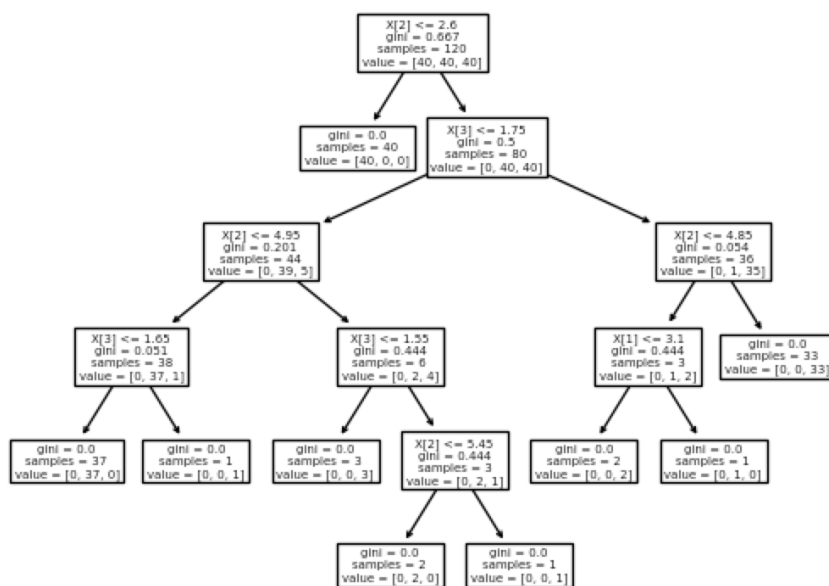 X[2] <= 2.6
gini = 0.667
samples = 120
value = [40, 40, 40]
gini = 0.0
samples = 40
value = [40, 0, 0]
X[3] <= 1.75
gini = 0.5
samples = 80
value = [0, 40, 40]
X[2] <= 4.95
gini = 0.201
samples = 44
value = [0, 39, 5]
X[2] <= 4.85
gini = 0.054
samples = 36
value = [0, 1, 35]
X[3] <= 1.65
gini = 0.051
samples = 38
value = [0, 37, 1]
X[3] <= 1.55
gini = 0.444
samples = 6
value = [0, 2, 4]
X[1] <= 3.1
gini = 0.444
samples = 3
value = [0, 1, 2]
gini = 0.0
samples = 33
value = [0, 0, 33]
gini = 0.0
samples = 37
value = [0, 37, 0]
gini = 0.0
samples = 1
value = [0, 0, 1]
gini = 0.0
samples = 3
value = [0, 0, 3]
X[2] <= 5.45
gini = 0.444
samples = 3
value = [0, 2, 1]
gini = 0.0
samples = 2
value = [0, 0, 2]
gini = 0.0
samples = 1
value = [0, 1, 0]
gini = 0.0
samples = 2
value = [0, 2, 0]
gini = 0.0
samples = 1
value = [0, 0, 1]